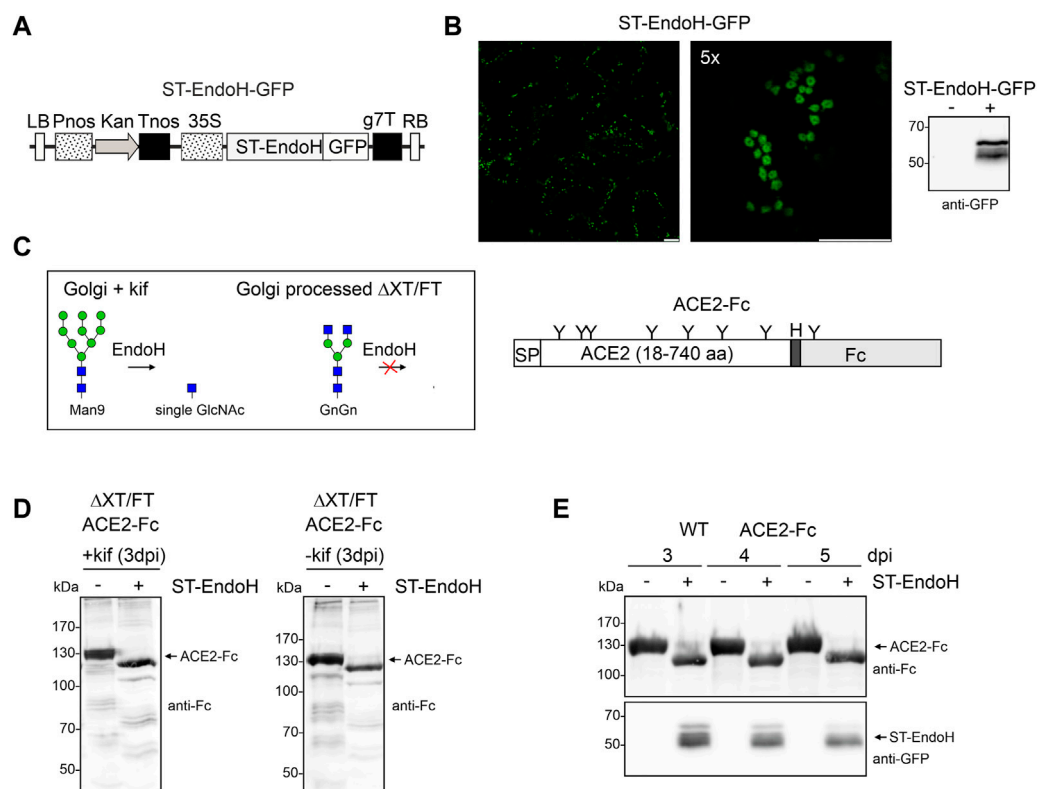 A
ST-EndoH-GFP
LB Pnos Kan Tnos 35S g7T RB
ST-EndoH GFP
B
ST-EndoH-GFP
5x
ST-EndoH-GFP
- +
70
50
anti-GFP
C
Golgi + kif
Golgi processed ΔXT/FT
EndoH
EndoH
Man9
single GlcNAc
GnGn
ACE2-Fc
Y YY Y Y Y Y H Y
SP ACE2 (18-740 aa) Fc
D
ΔXT/FT
ACE2-Fc
+kif (3dpi)
kDa - + ST-EndoH
170
130
100
70
50
ACE2-Fc
anti-Fc
ΔXT/FT
ACE2-Fc
-kif (3dpi)
kDa - + ST-EndoH
170
130
100
70
50
ACE2-Fc
anti-Fc
E
WT ACE2-Fc
3 4 5 dpi
kDa - + - + - + ST-EndoH
170
130
100
ACE2-Fc
anti-Fc
50
ST-EndoH
anti-GFP